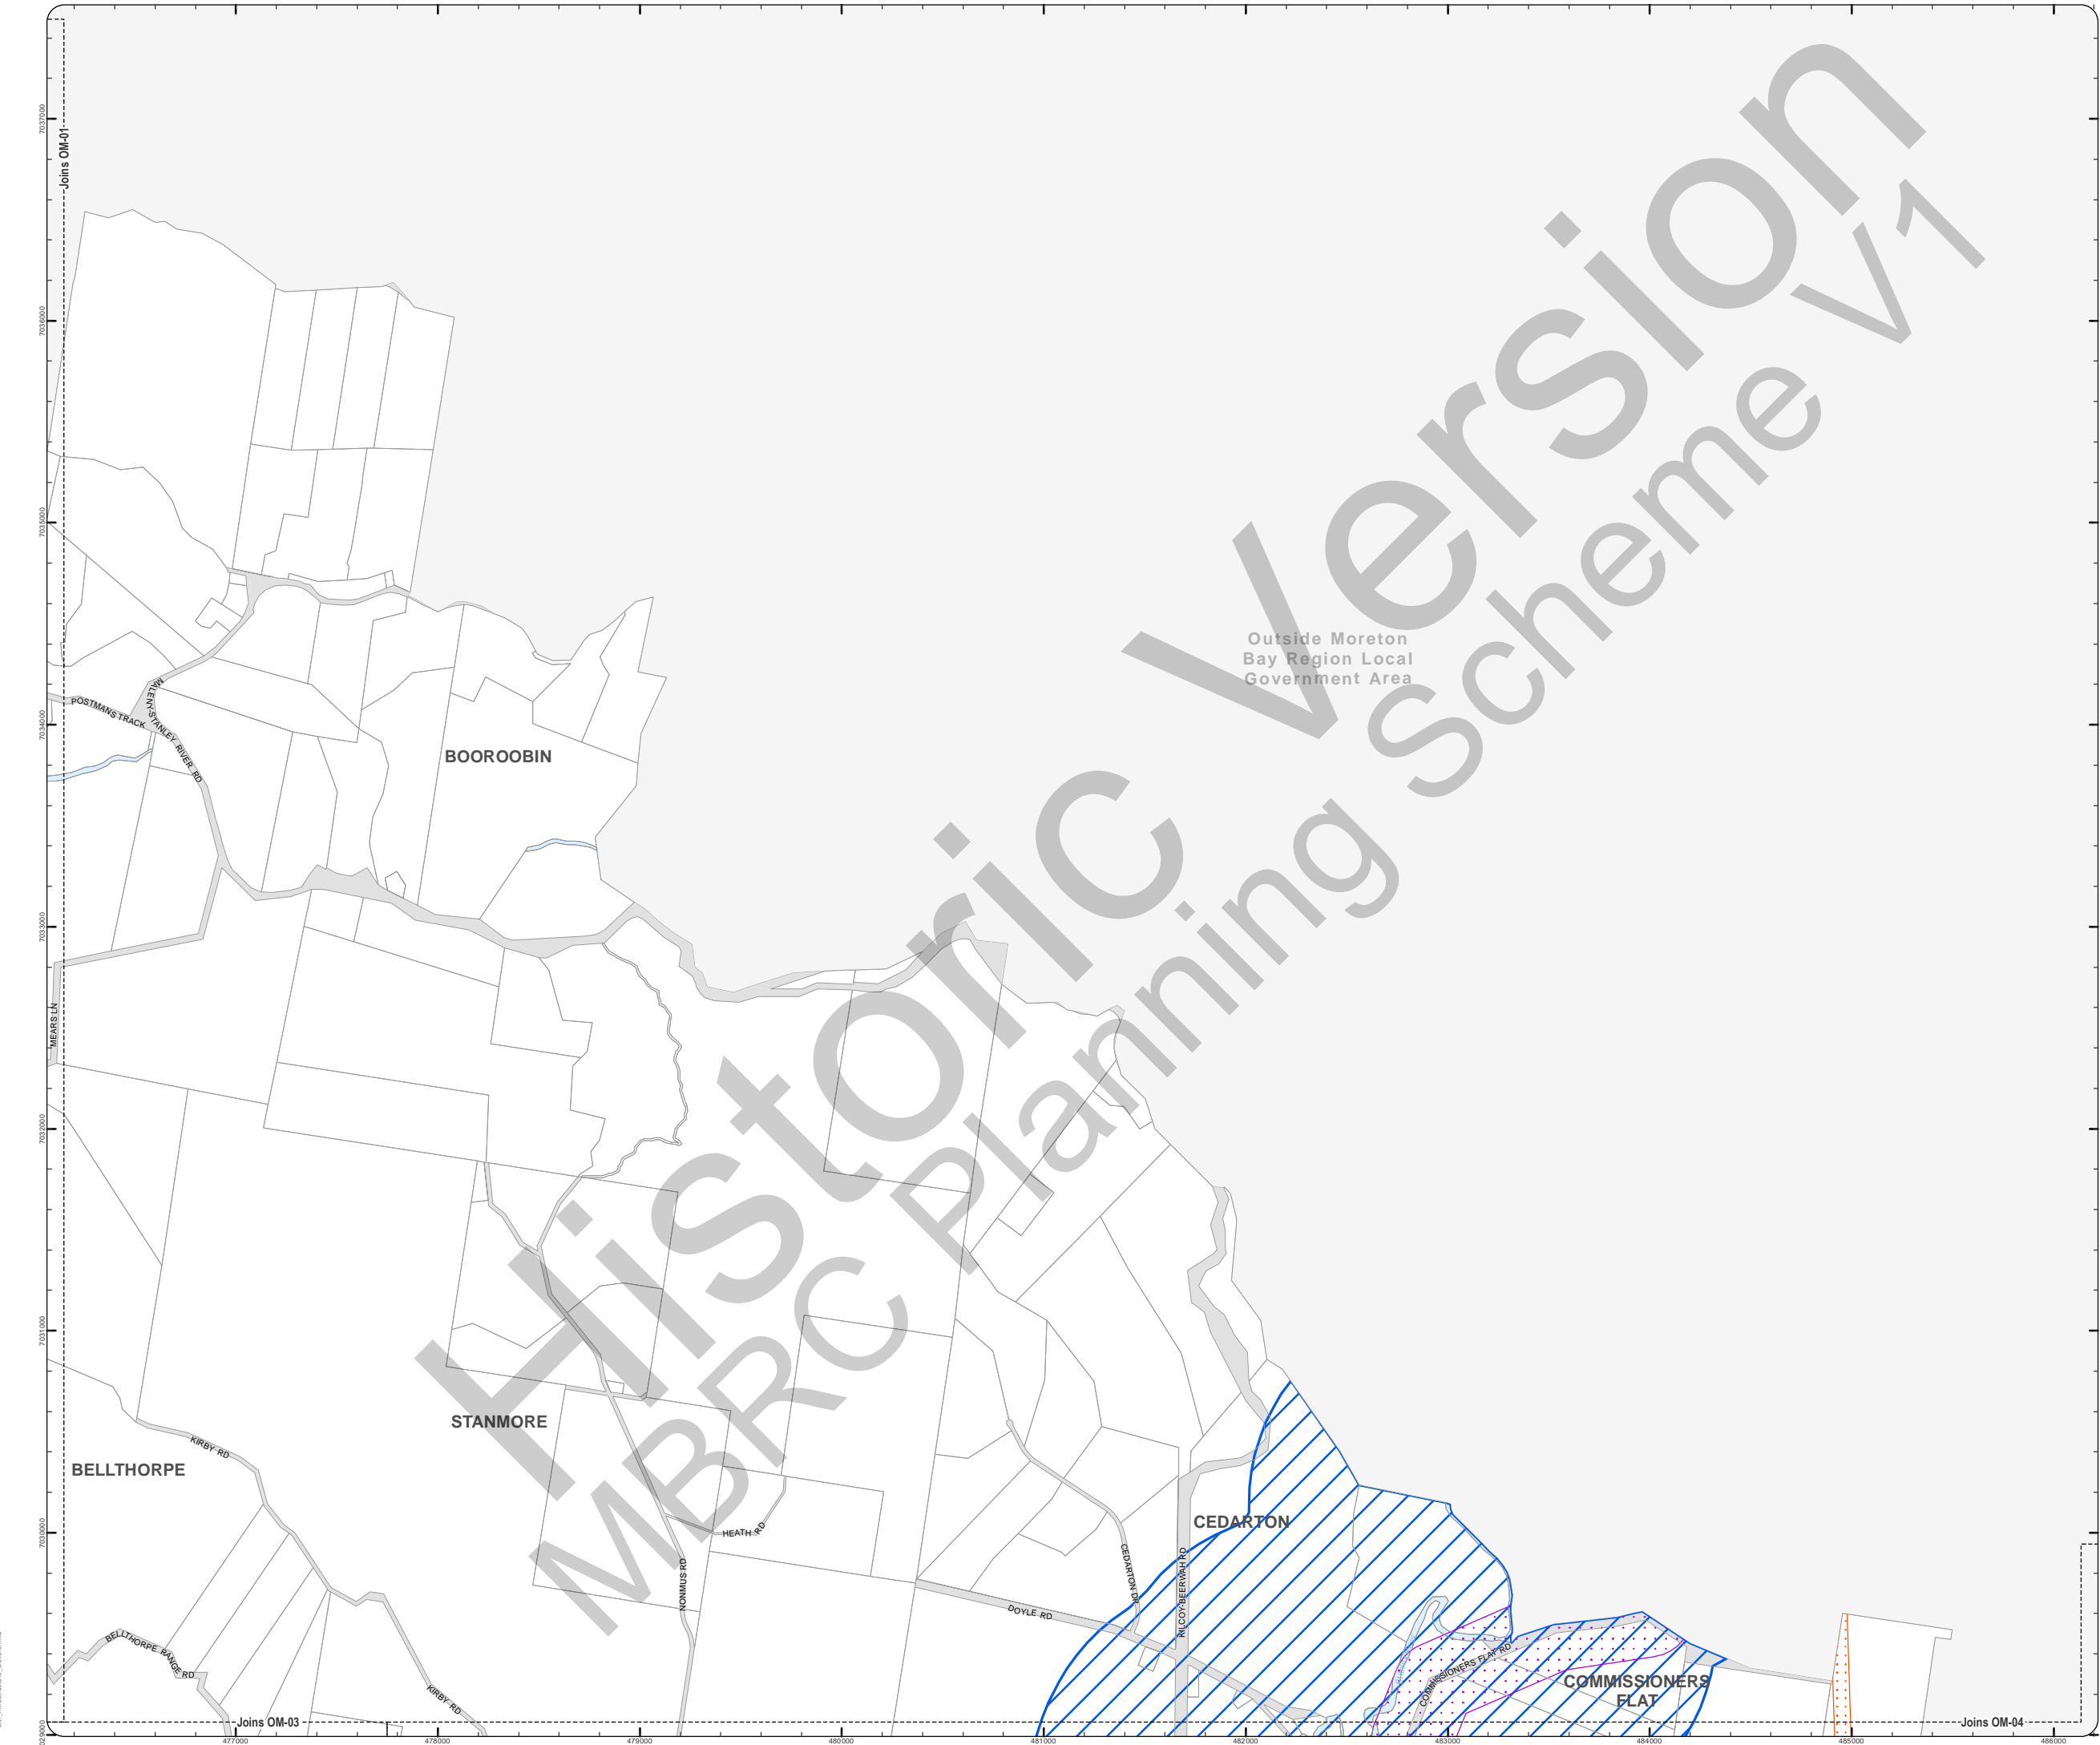 Joins OM-01
7037000
7036000
7035000
7034000
7033000
7032000
7031000
7030000
Historic Version
MBRC Planning Scheme V1
Outside Moreton
Bay Region Local
Government Area
POSTMANS TRACK
MALENY-STANLEY RIVER RD
BOOROOBIN
MEARS LN
STANMORE
BELLTHORPE
KIRBY RD
HEATH RD
NONMUS RD
CEDARTON
CEDARTON DR
KILCOY-BEERWAH RD
DOYLE RD
BELLTHORPE RANGE RD
KIRBY RD
COMMISSIONERS FLAT RD
COMMISSIONERS
FLAT
Joins OM-03
Joins OM-04
477000
478000
479000
480000
481000
482000
483000
484000
485000
486000